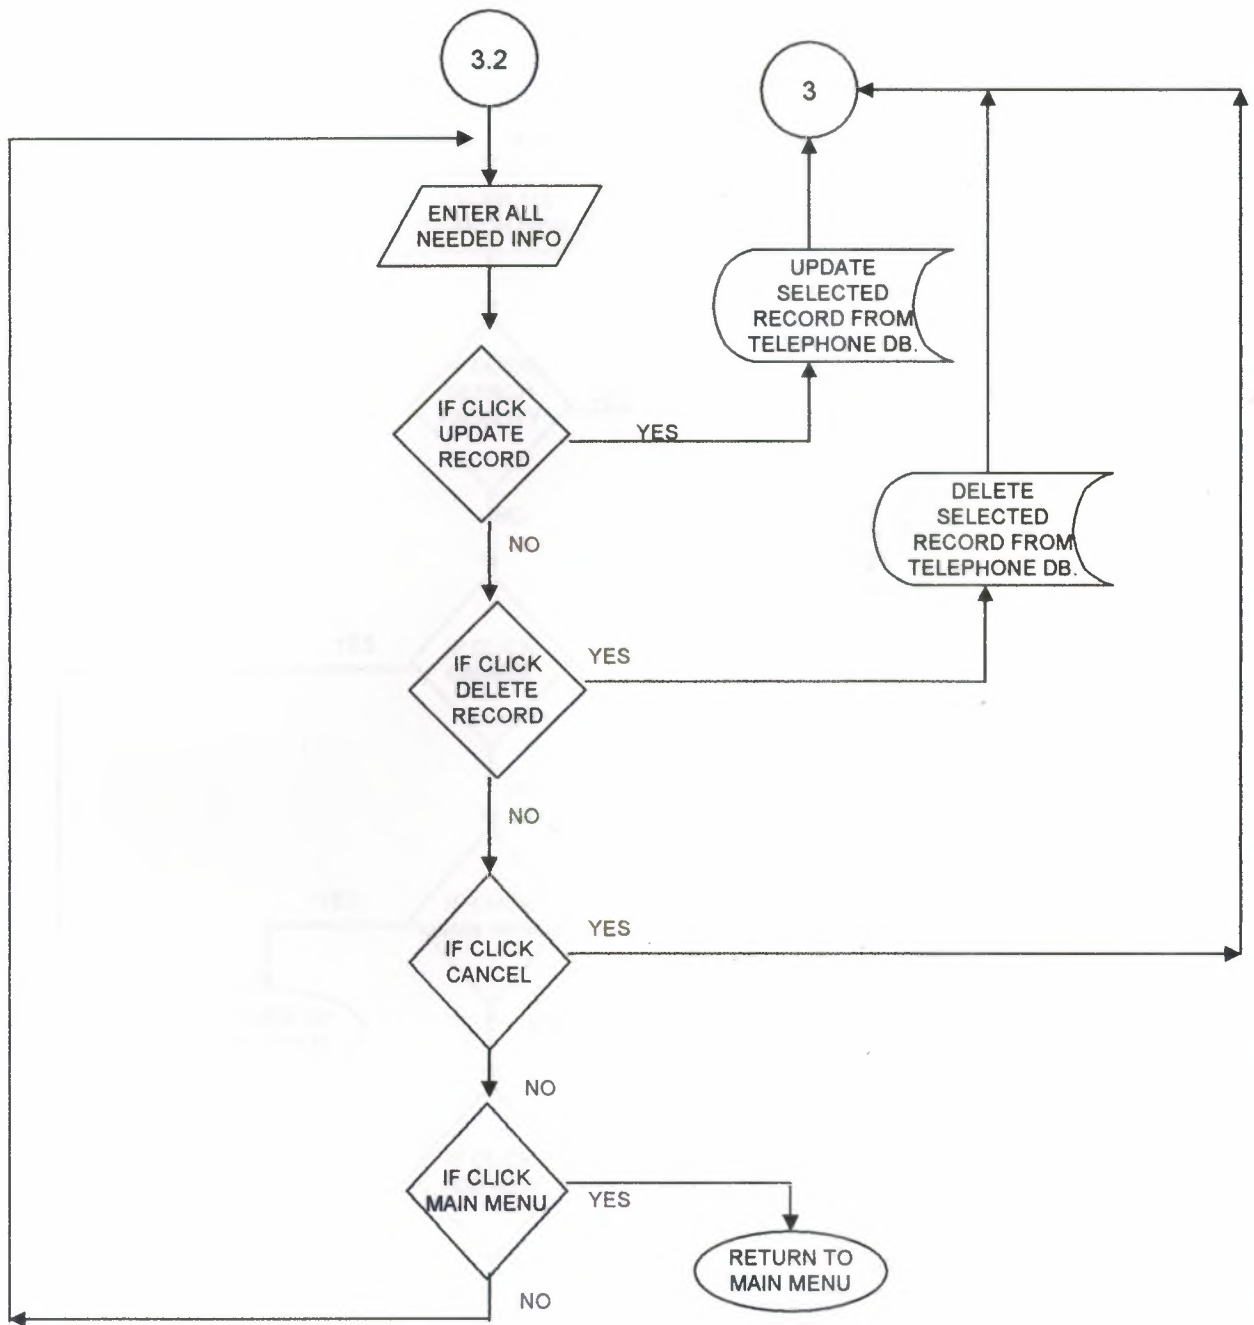 3.2
3
ENTER ALL
NEEDED INFO
UPDATE
SELECTED
RECORD FROM
TELEPHONE DB.
IF CLICK
UPDATE
RECORD
YES
NO
DELETE
SELECTED
RECORD FROM
TELEPHONE DB.
IF CLICK
DELETE
RECORD
YES
NO
IF CLICK
CANCEL
YES
NO
IF CLICK
MAIN MENU
YES
RETURN TO
MAIN MENU
NO